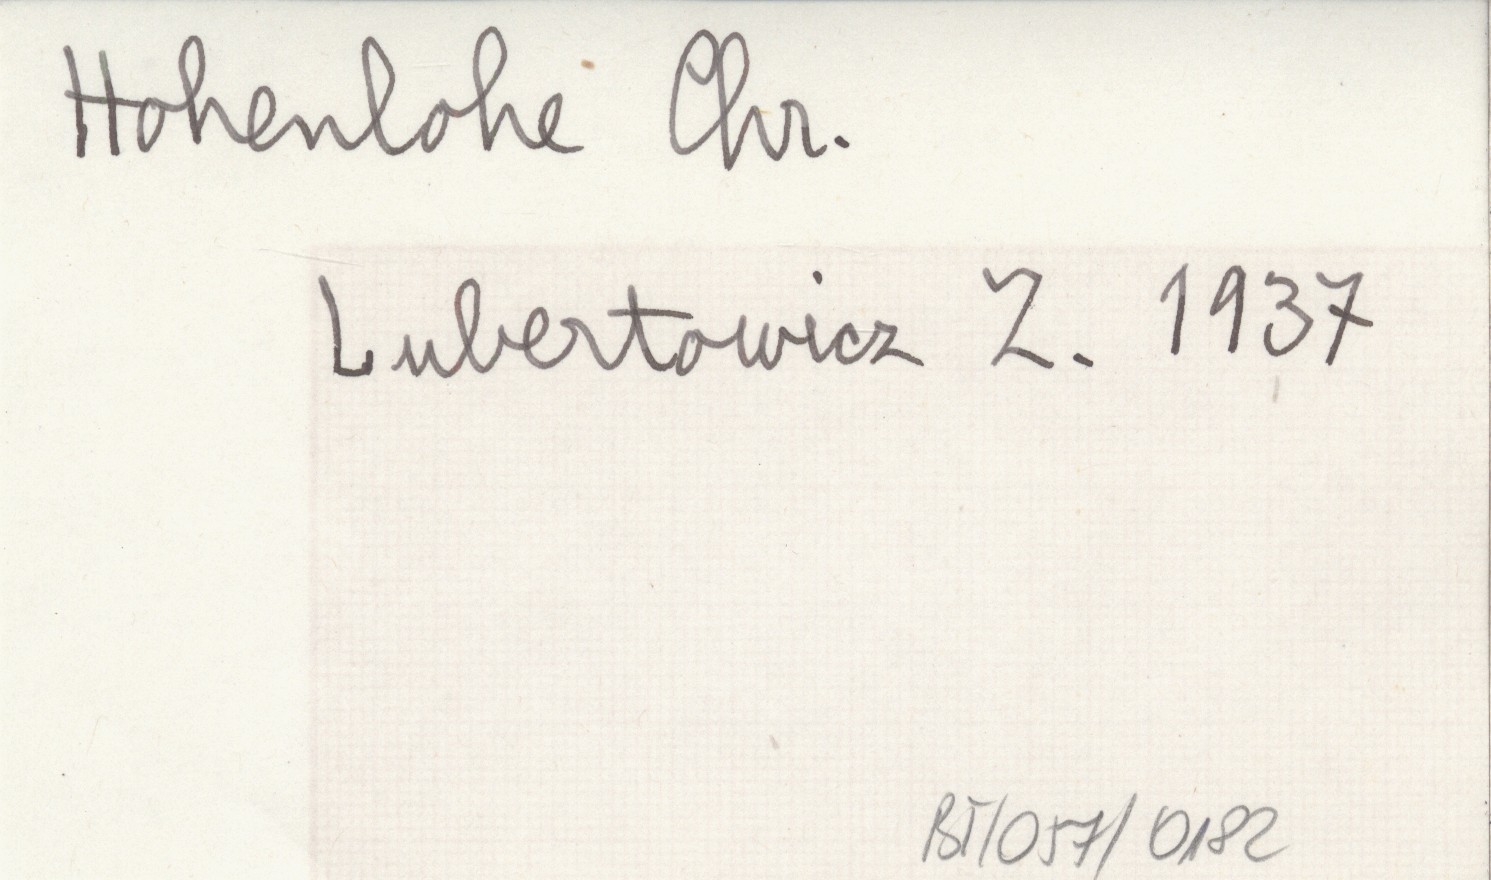 Hohenlohe Chr.
Lubertowicz Z. 1937
BT/057/0182